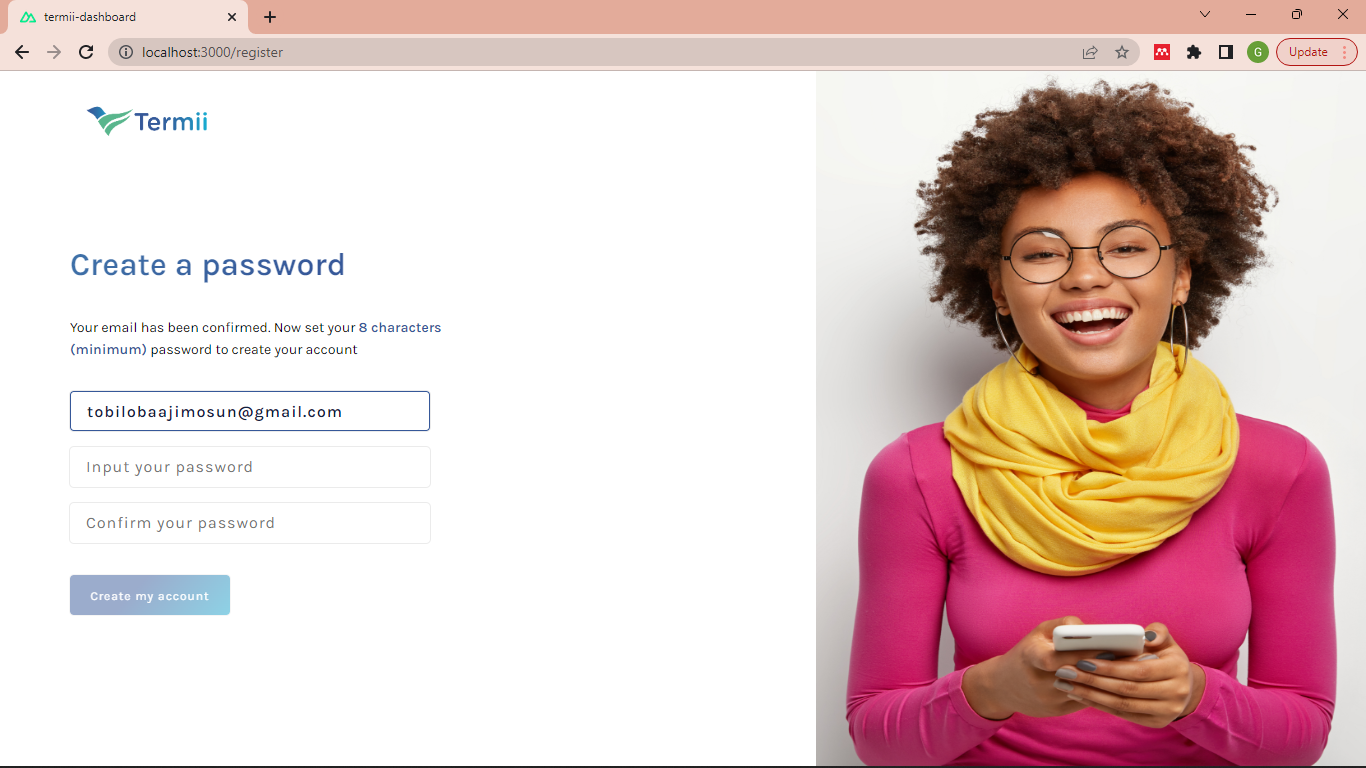 termii-dashboard
localhost:3000/register
G
Update
Termii
Create a password
Your email has been confirmed. Now set your 8 characters
(minimum) password to create your account
tobilobaajimosun@gmail.com
Input your password
Confirm your password
Create my account